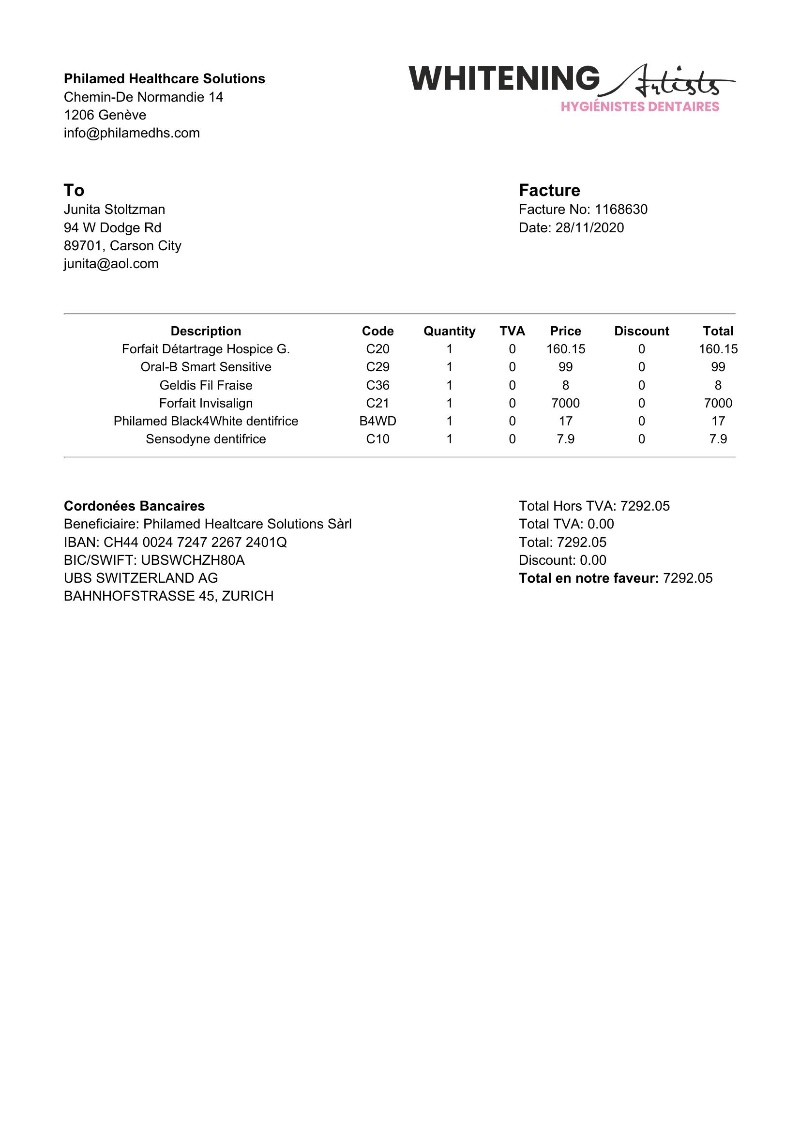 Philamed Healthcare Solutions
Chemin-De Normandie 14
1206 Genève
info@philamedhs.com
WHITENING Artists
HYGIÉNISTES DENTAIRES
To
Junita Stoltzman
94 W Dodge Rd
89701, Carson City
junita@aol.com
Facture
Facture No: 1168630
Date: 28/11/2020
Description Code Quantity TVA Price Discount Total
Forfait Détartrage Hospice G. C20 1 0 160.15 0 160.15
Oral-B Smart Sensitive C29 1 0 99 0 99
Geldis Fil Fraise C36 1 0 8 0 8
Forfait Invisalign C21 1 0 7000 0 7000
Philamed Black4White dentifrice B4WD 1 0 17 0 17
Sensodyne dentifrice C10 1 0 7.9 0 7.9
Cordonées Bancaires
Beneficiaire: Philamed Healtcare Solutions Sàrl
IBAN: CH44 0024 7247 2267 2401Q
BIC/SWIFT: UBSWCHZH80A
UBS SWITZERLAND AG
BAHNHOFSTRASSE 45, ZURICH
Total Hors TVA: 7292.05
Total TVA: 0.00
Total: 7292.05
Discount: 0.00
Total en notre faveur: 7292.05